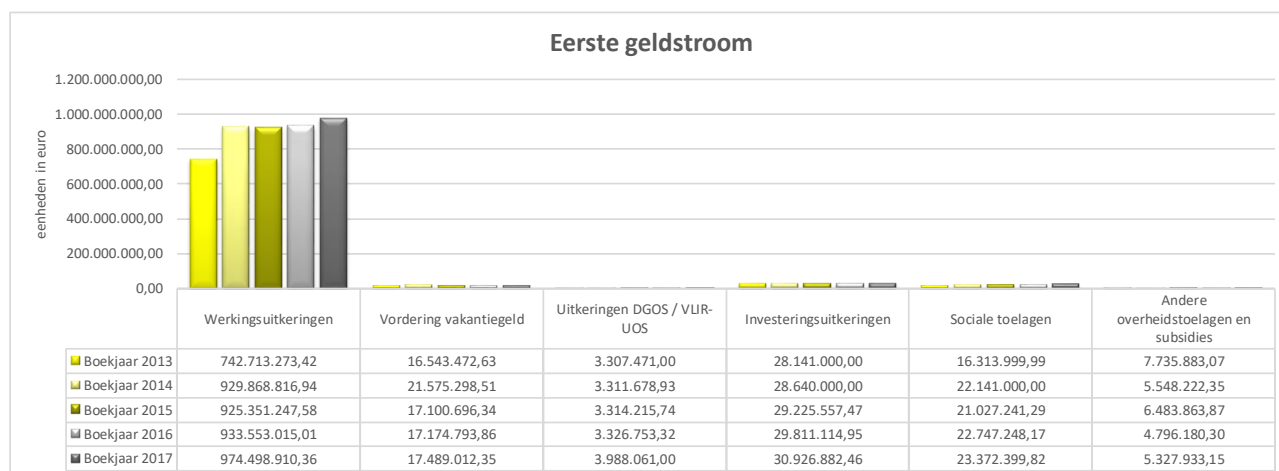 Eerste geldstroom
eenheden in euro
1.200.000.000,00
1.000.000.000,00
800.000.000,00
600.000.000,00
400.000.000,00
200.000.000,00
0,00
Werkingsuitkeringen Vordering vakantiegeld Uitkeringen DGOS / VLIR-UOS Investeringsuitkeringen Sociale toelagen Andere overheidstoelagen en subsidies
Boekjaar 2013 742.713.273,42 16.543.472,63 3.307.471,00 28.141.000,00 16.313.999,99 7.735.883,07
Boekjaar 2014 929.868.816,94 21.575.298,51 3.311.678,93 28.640.000,00 22.141.000,00 5.548.222,35
Boekjaar 2015 925.351.247,58 17.100.696,34 3.314.215,74 29.225.557,47 21.027.241,29 6.483.863,87
Boekjaar 2016 933.553.015,01 17.174.793,86 3.326.753,32 29.811.114,95 22.747.248,17 4.796.180,30
Boekjaar 2017 974.498.910,36 17.489.012,35 3.988.061,00 30.926.882,46 23.372.399,82 5.327.933,15